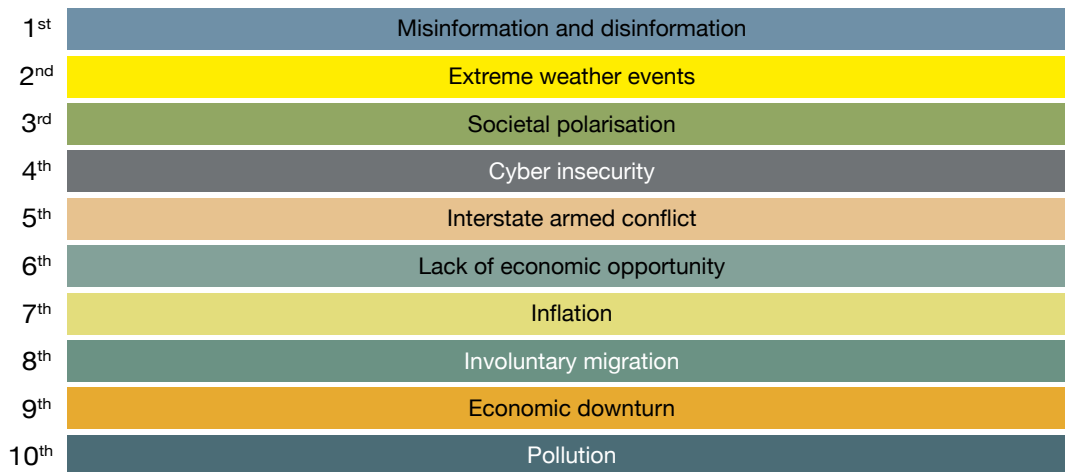 1st Misinformation and disinformation
2nd Extreme weather events
3rd Societal polarisation
4th Cyber insecurity
5th Interstate armed conflict
6th Lack of economic opportunity
7th Inflation
8th Involuntary migration
9th Economic downturn
10th Pollution